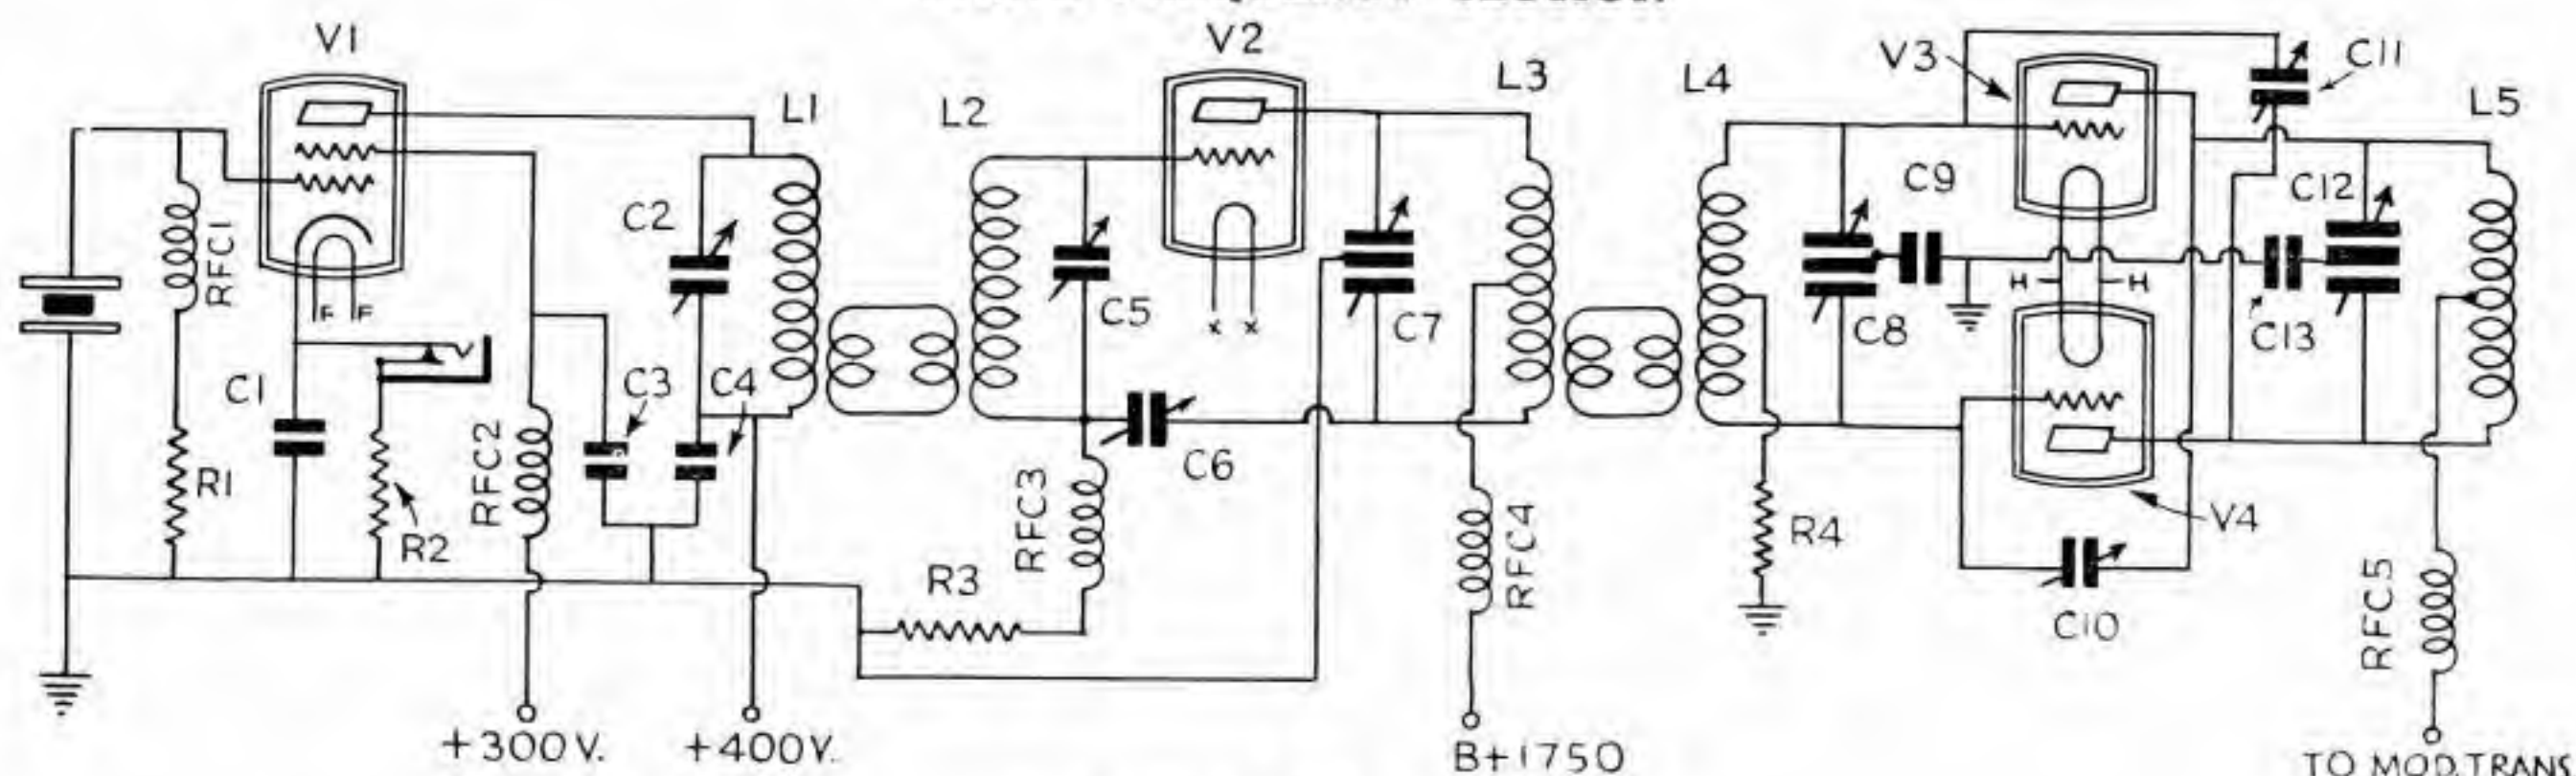 V1
V2
L3
L4
V3
C11
L5
L1
L2
C2
C9
C12
RFC1
F F
C5
x x
C7
C8
H H
C13
C1
C3
C4
R1
R2
RFC2
C6
RFC3
RFC4
R4
V4
R3
C10
RFC5
+300V.
+400V.
B+1750
TO MOD.TRANS